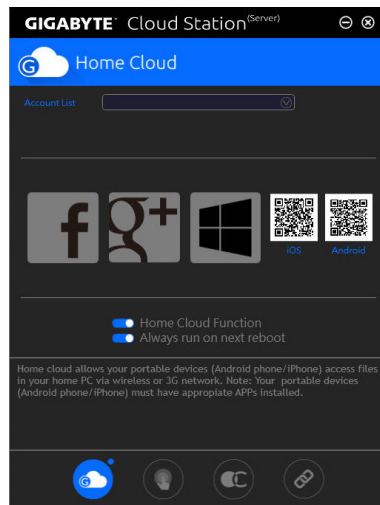 GIGABYTE™ Cloud Station(Server)
G Home Cloud
Account List
f g+
iOS Android
Home Cloud Function
Always run on next reboot
Home cloud allows your portable devices (Android phone/iPhone) access files
in your home PC via wireless or 3G network. Note: Your portable devices
(Android phone/iPhone) must have appropiate APPs installed.
G